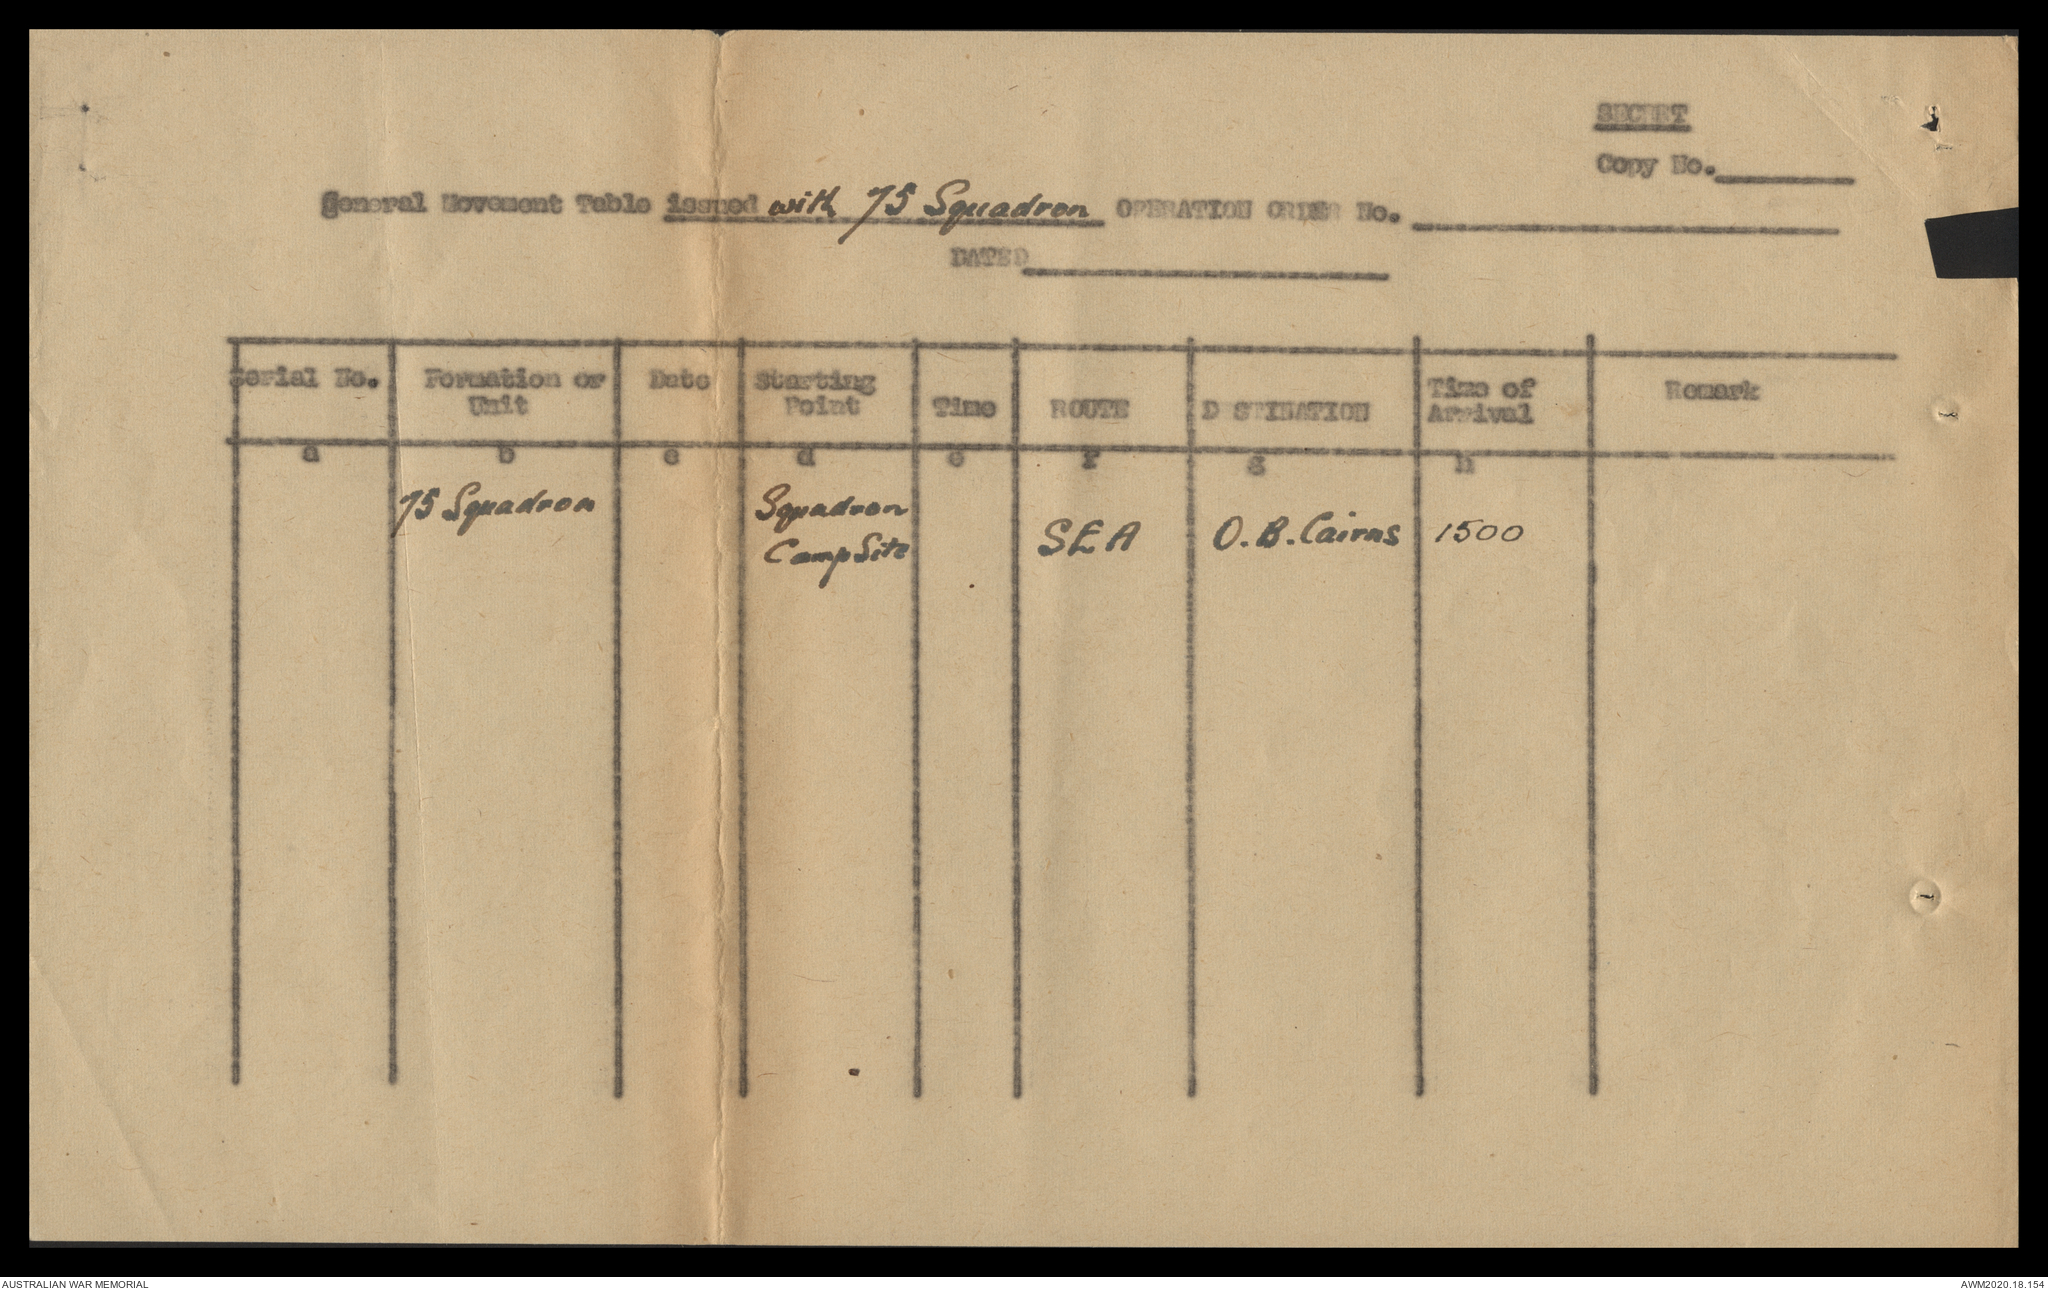 SECRET
Copy No.
General Movement Table issued with 75 Squadron OPERATION ORDER No.
DATED
Serial No. Formation or Unit Date Starting Point Time ROUTE DESTINATION Time of Arrival Remark
a b c d e f g h
75 Squadron Squadron Camp Site SEA O.B. Cairns 1500
AUSTRALIAN WAR MEMORIAL AWM2020.18.154